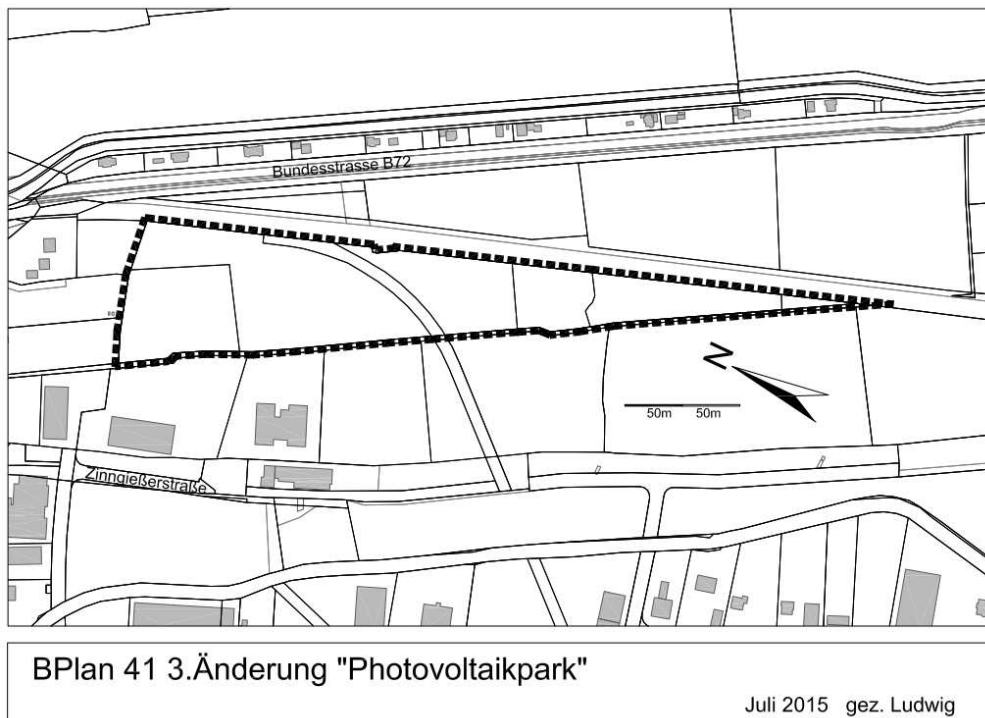 Bundesstrasse B72
N
50m 50m
Zinngießerstraße
BPlan 41 3.Änderung "Photovoltaikpark"
Juli 2015 gez. Ludwig